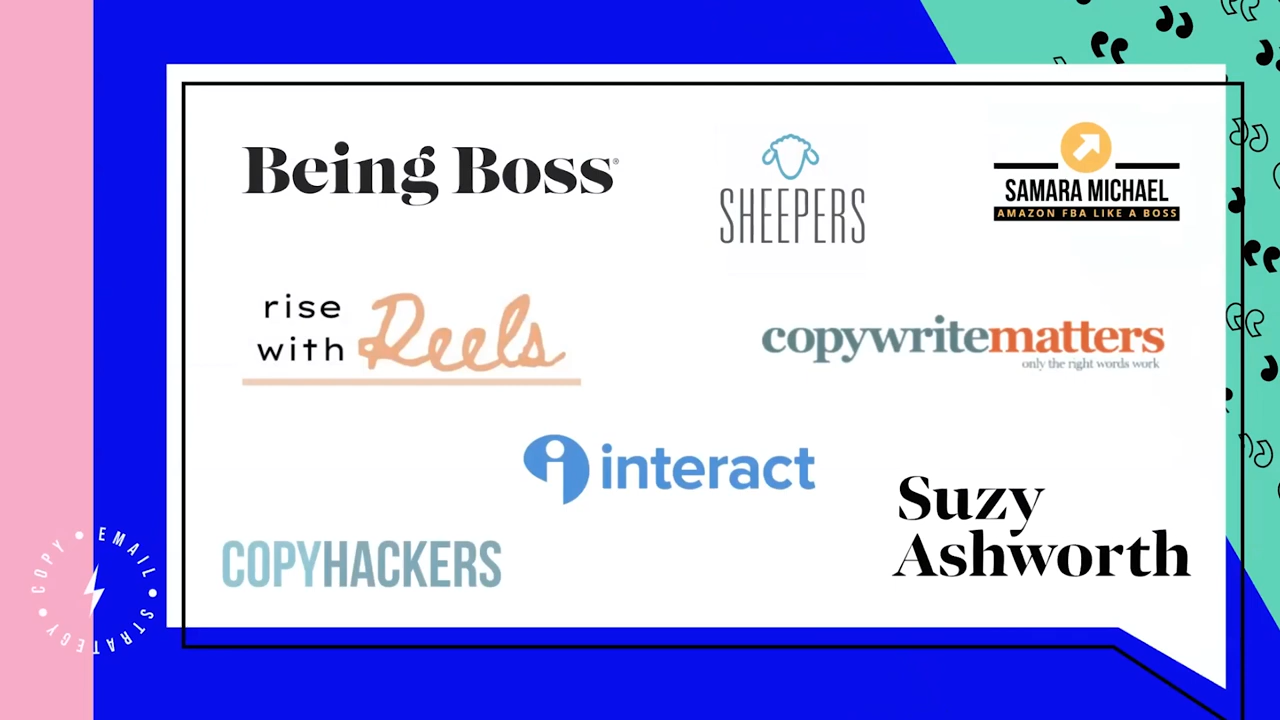 Being Boss®
SHEEPERS
SAMARA MICHAEL
AMAZON FBA LIKE A BOSS
rise
with Reels
copywritematters
only the right words work
interact
Suzy
Ashworth
COPYHACKERS
COPY • EMAIL • STRATEGY •